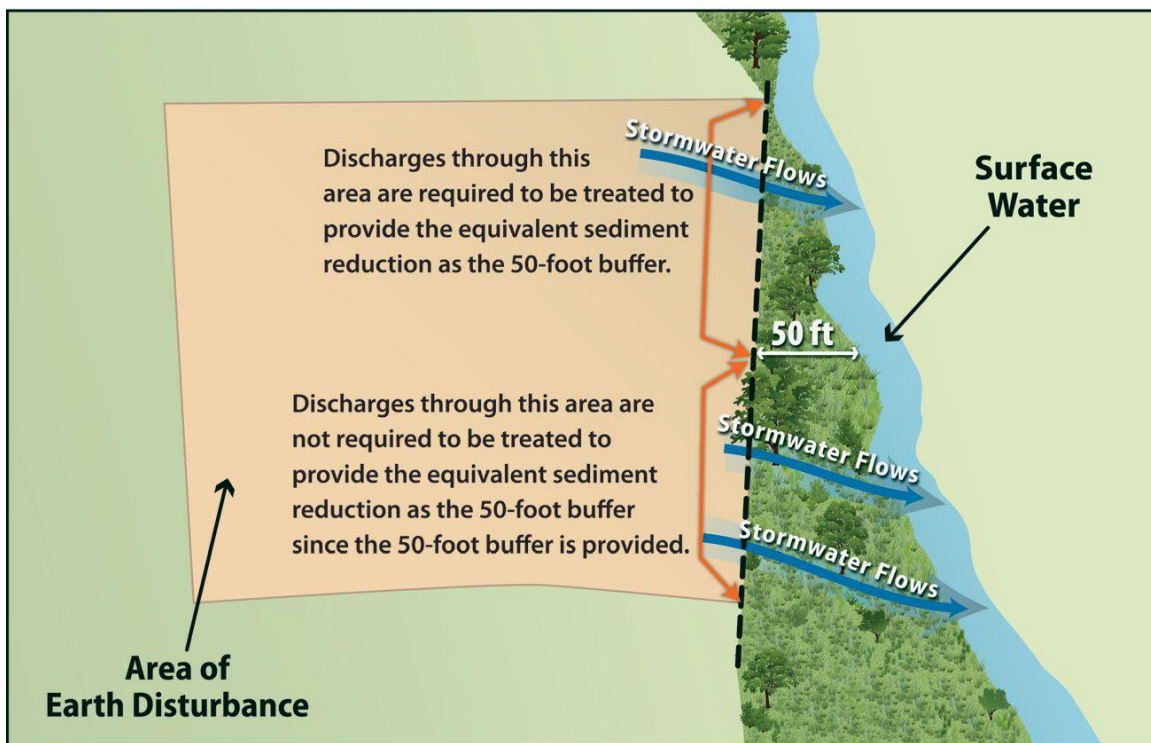 Stormwater Flows
Discharges through this
area are required to be treated to
provide the equivalent sediment
reduction as the 50-foot buffer.
Surface
Water
50 ft
Discharges through this area are
not required to be treated to
provide the equivalent sediment
reduction as the 50-foot buffer
since the 50-foot buffer is provided.
Stormwater Flows
Stormwater Flows
Area of
Earth Disturbance